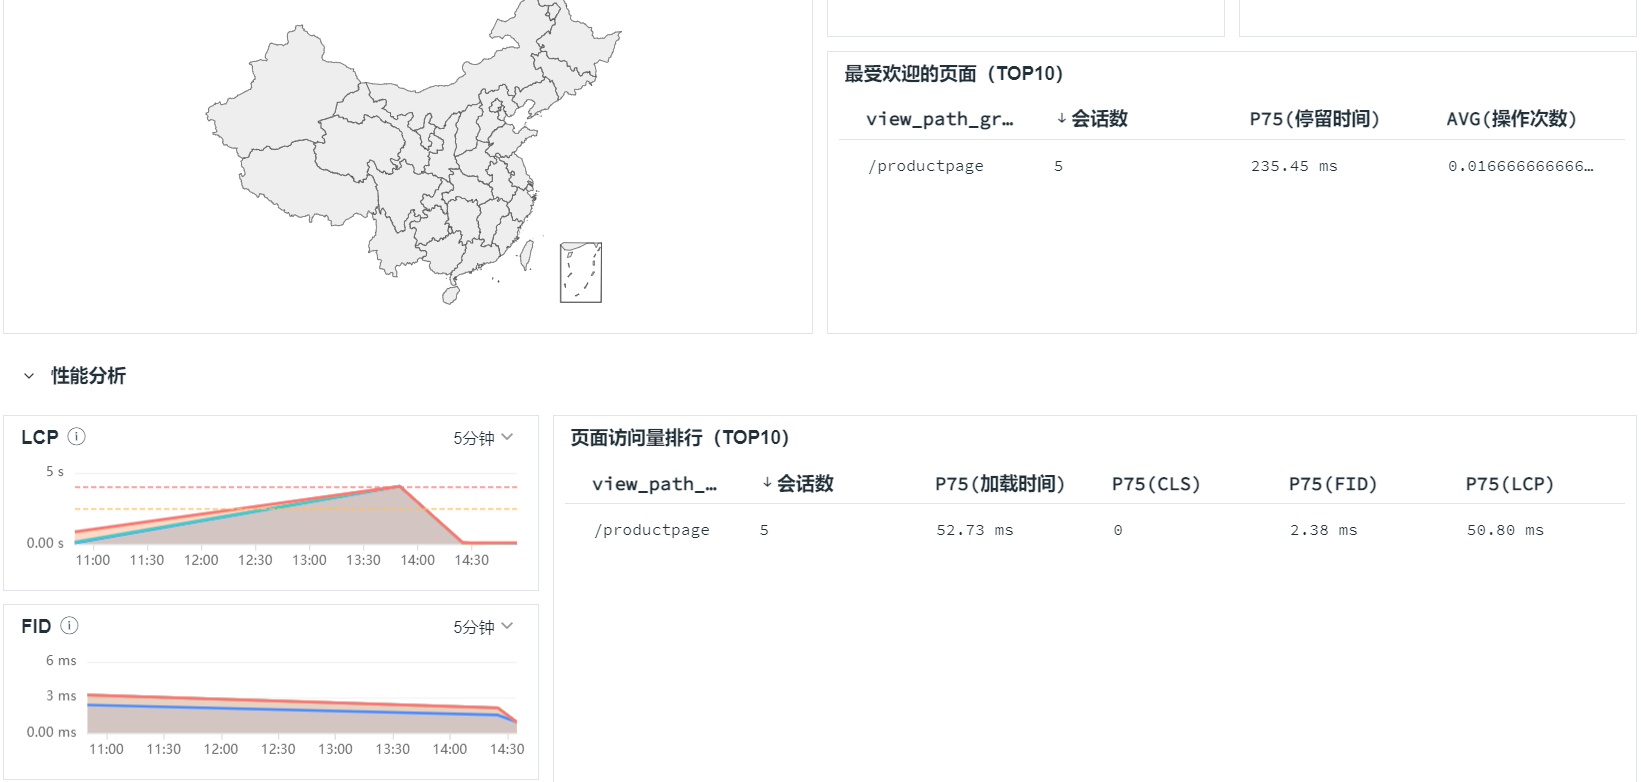 最受欢迎的页面（TOP10）
view_path_gr… ↓会话数 P75(停留时间) AVG(操作次数)
/productpage 5 235.45 ms 0.016666666666…
性能分析
LCP 5分钟
5 s
0.00 s
11:00 11:30 12:00 12:30 13:00 13:30 14:00 14:30
页面访问量排行（TOP10）
view_path_… ↓会话数 P75(加载时间) P75(CLS) P75(FID) P75(LCP)
/productpage 5 52.73 ms 0 2.38 ms 50.80 ms
FID 5分钟
6 ms
3 ms
0.00 ms
11:00 11:30 12:00 12:30 13:00 13:30 14:00 14:30